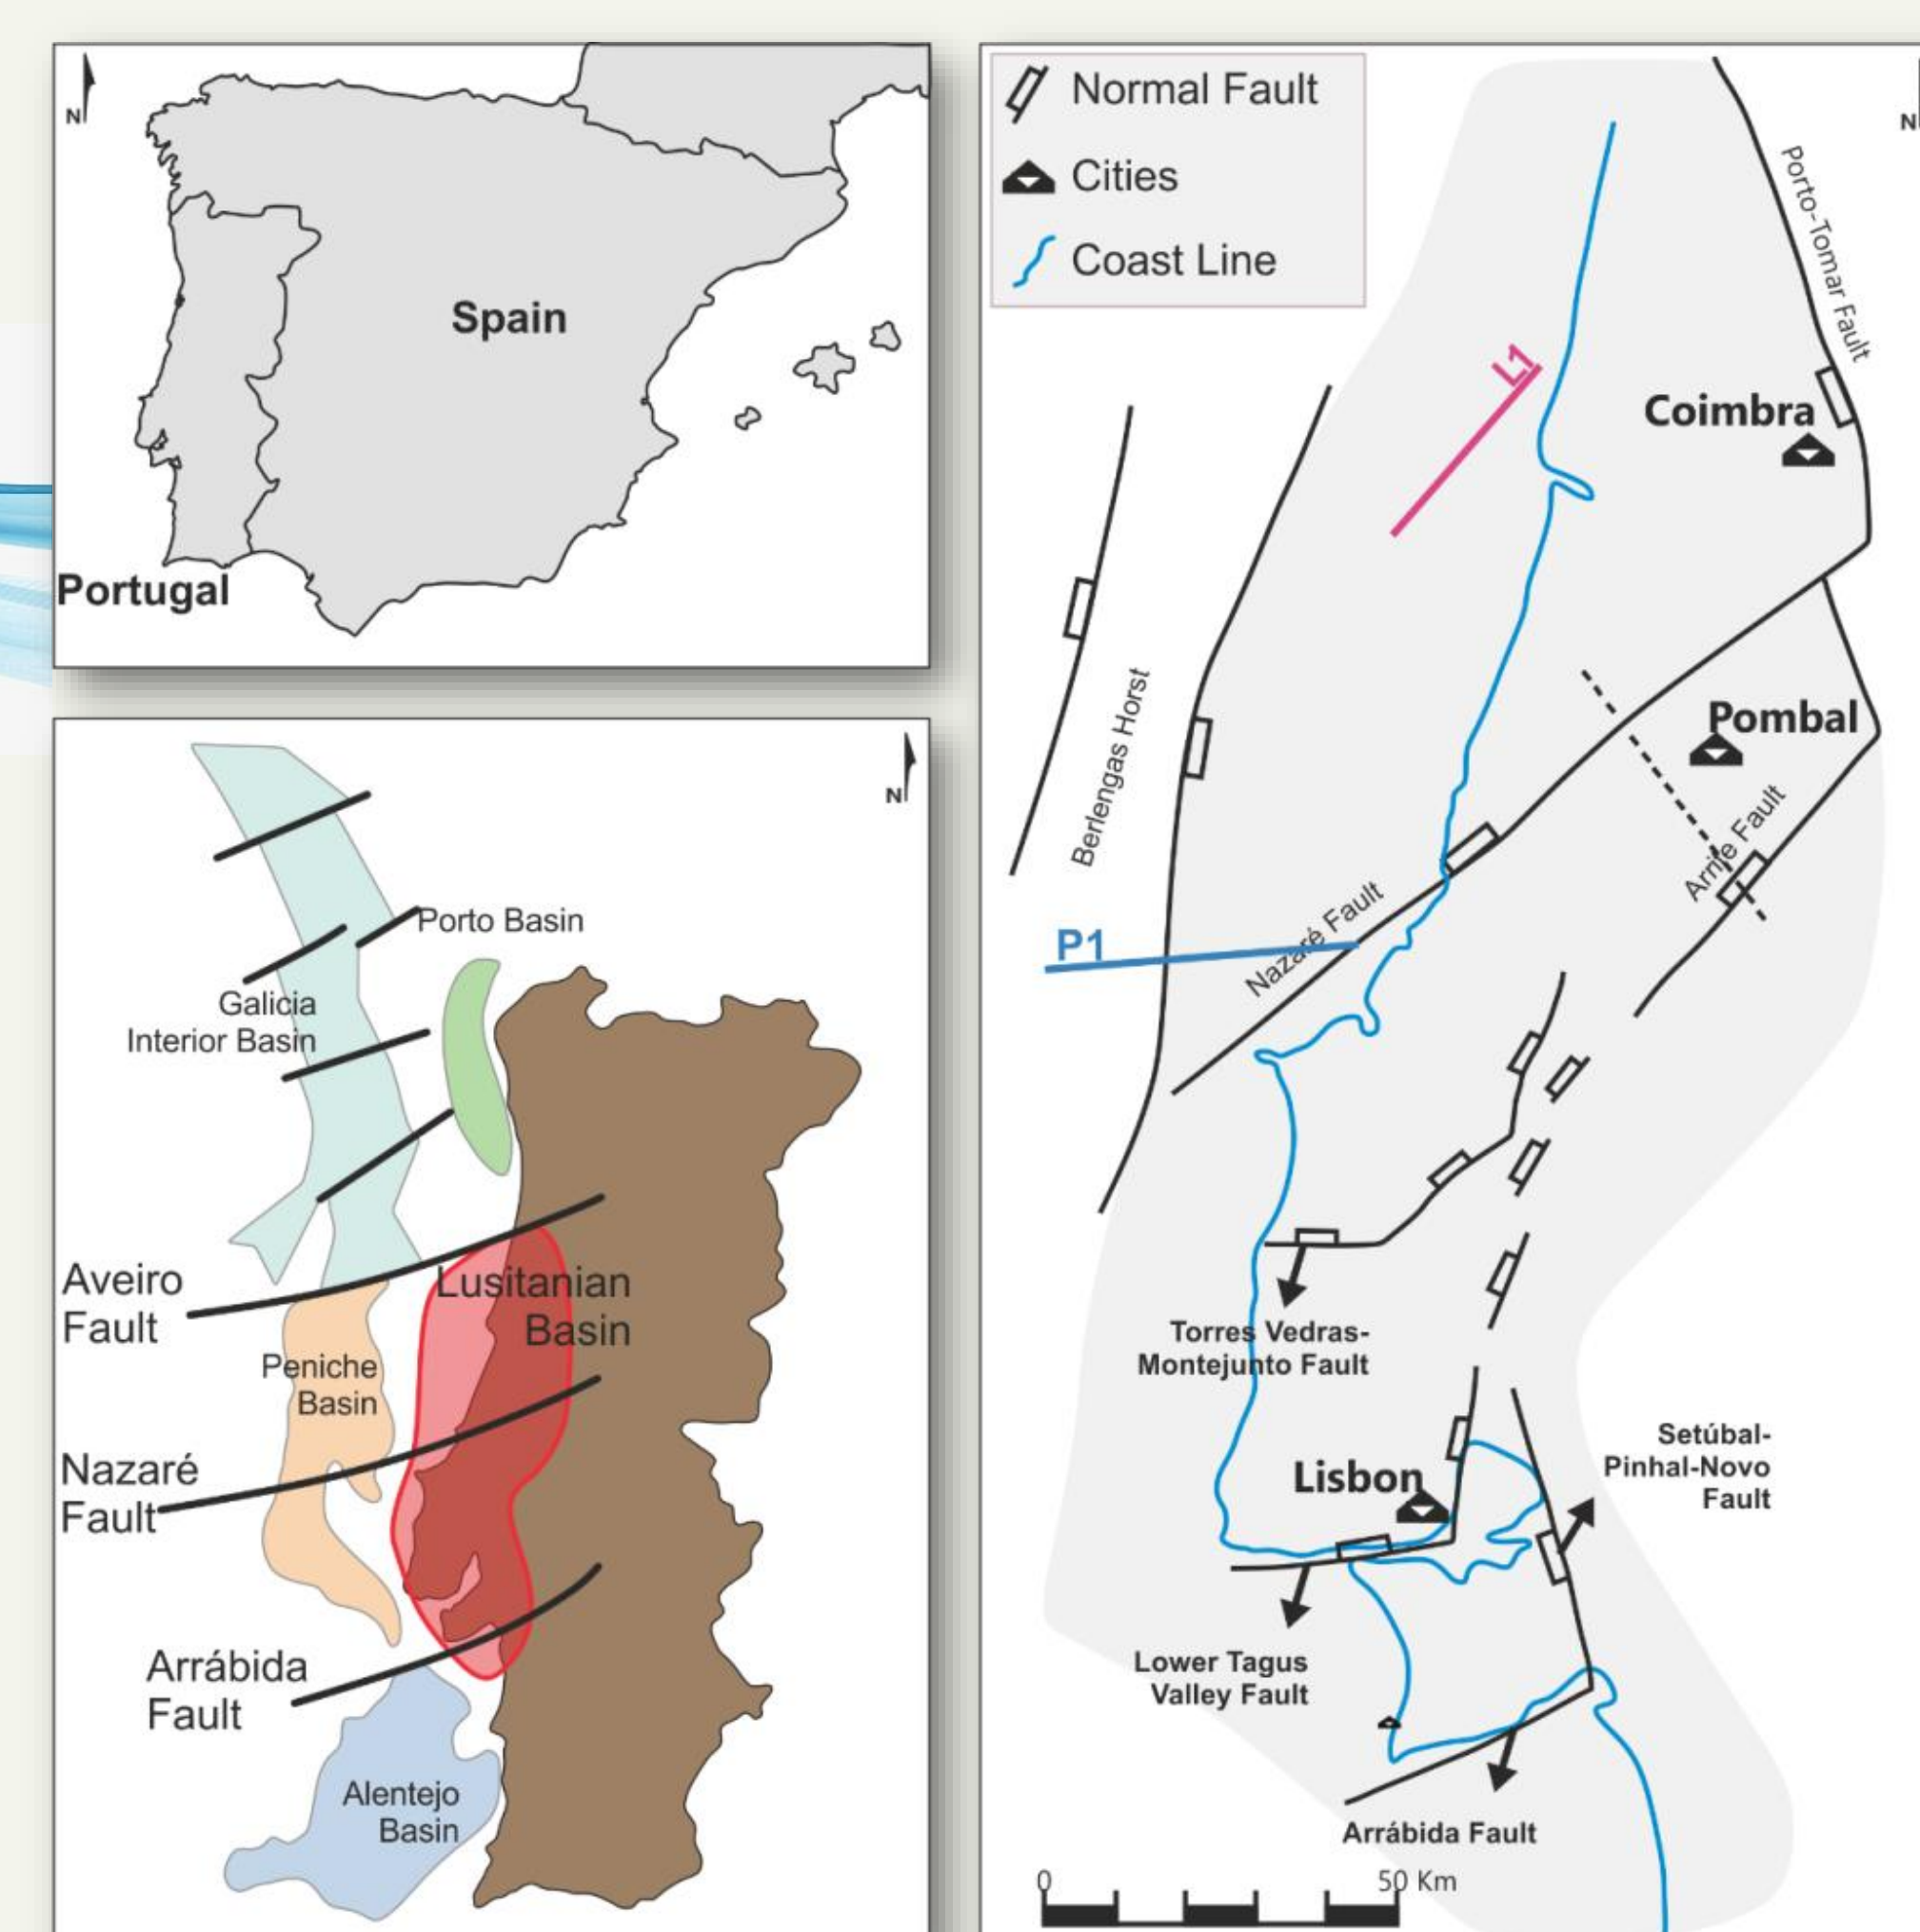 N
Spain
Portugal
N
Porto Basin
Galicia
Interior Basin
Aveiro
Fault
Lusitanian
Basin
Peniche
Basin
Nazaré
Fault
Arrábida
Fault
Alentejo
Basin
Normal Fault
Cities
Coast Line
N
Porto-Tomar Fault
L1
Coimbra
Berlengas Horst
Pombal
Arrife Fault
Nazaré Fault
P1
Torres Vedras-
Montejunto Fault
Setúbal-
Pinhal-Novo
Fault
Lisbon
Lower Tagus
Valley Fault
Arrábida Fault
0
50 Km